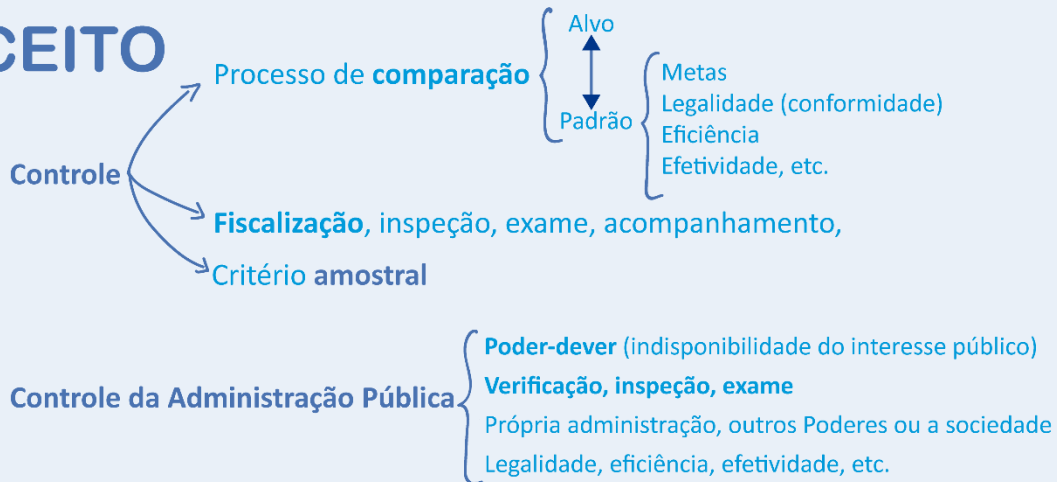 CEITO
Processo de comparação
Alvo
Padrão
Metas
Legalidade (conformidade)
Eficiência
Efetividade, etc.
Controle
Fiscalização, inspeção, exame, acompanhamento,
Critério amostral
Controle da Administração Pública
Poder-dever (indisponibilidade do interesse público)
Verificação, inspeção, exame
Própria administração, outros Poderes ou a sociedade
Legalidade, eficiência, efetividade, etc.